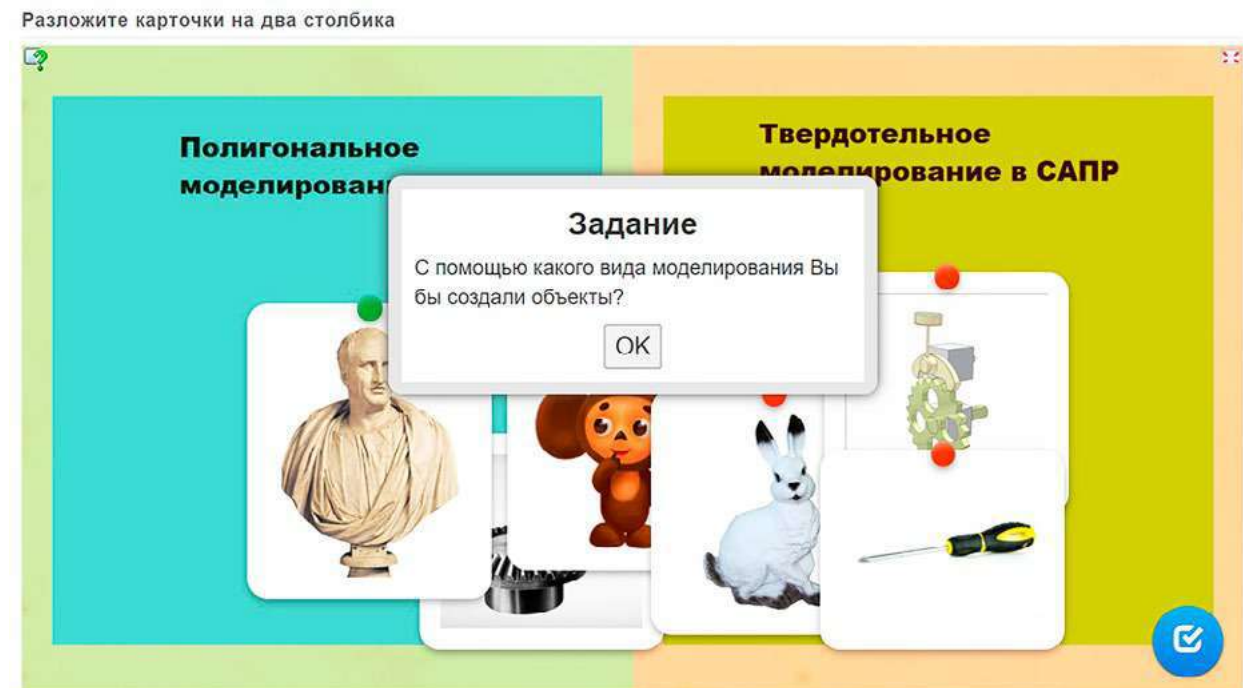 Разложите карточки на два столбика
Полигональное
моделирован
Твердотельное
моделирование в САПР
Задание
С помощью какого вида моделирования Вы
бы создали объекты?
OK